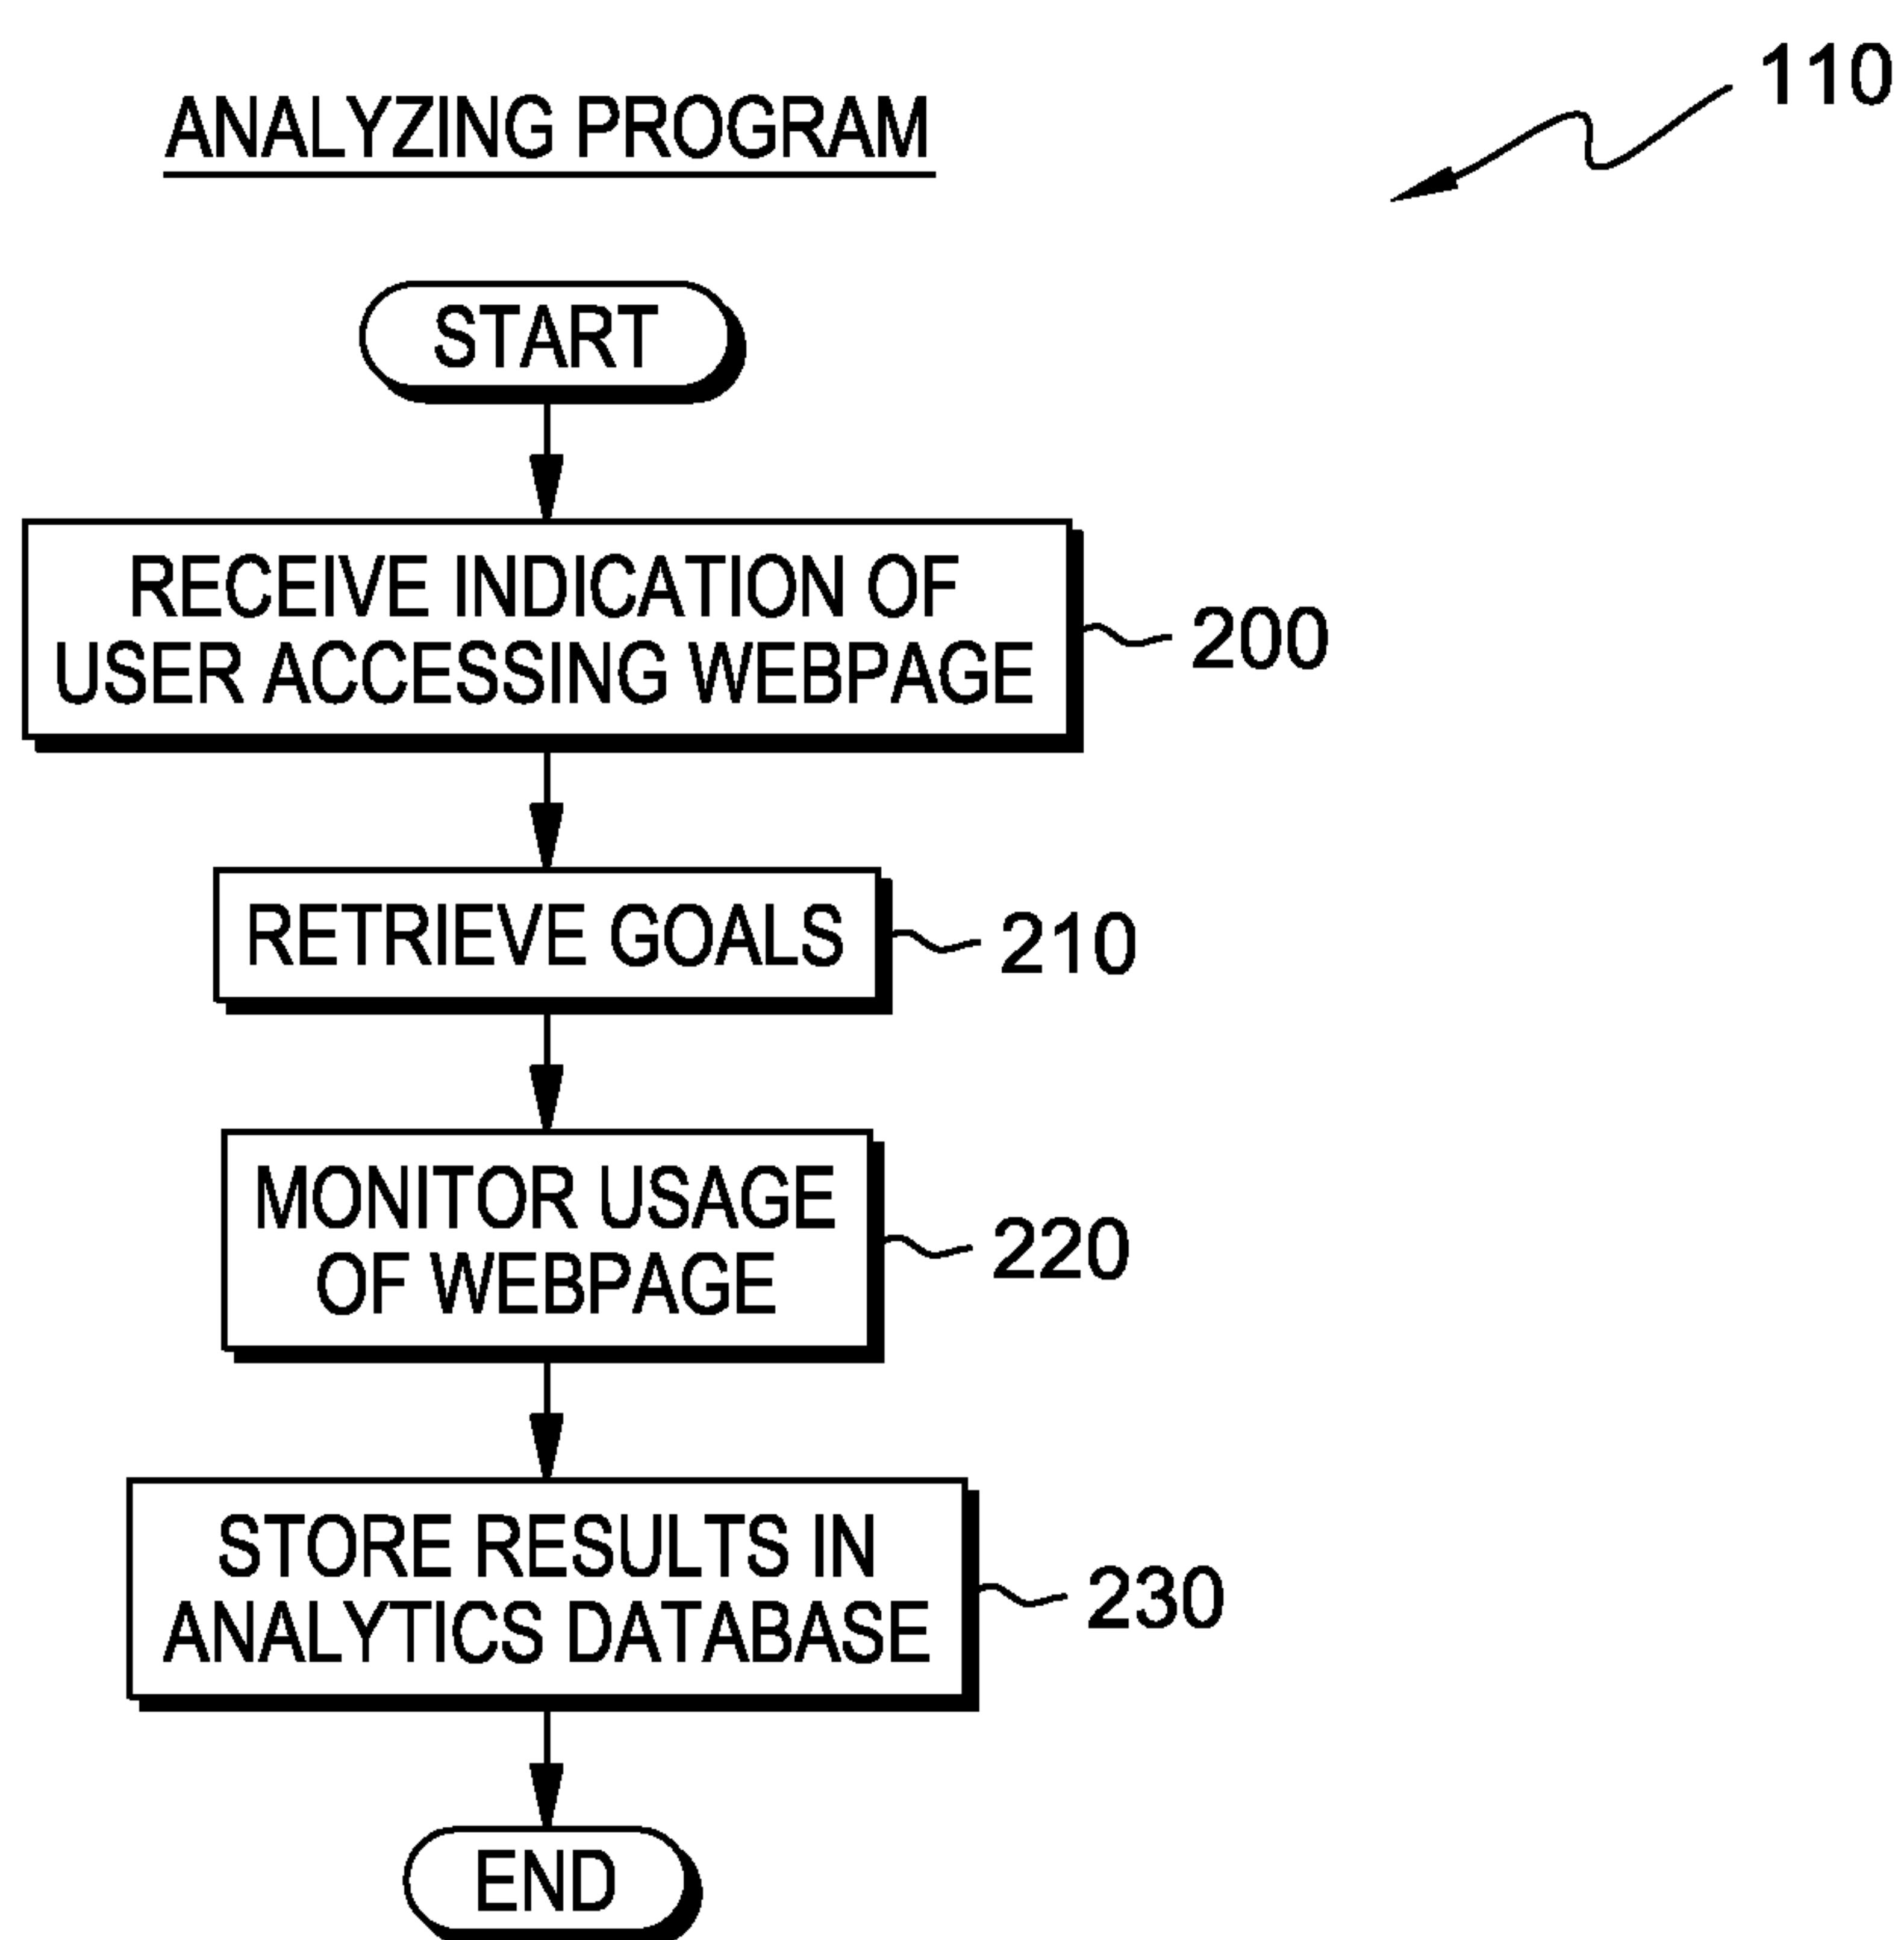 110
ANALYZING PROGRAM
START
RECEIVE INDICATION OF
USER ACCESSING WEBPAGE
200
RETRIEVE GOALS
210
MONITOR USAGE
OF WEBPAGE
220
STORE RESULTS IN
ANALYTICS DATABASE
230
END